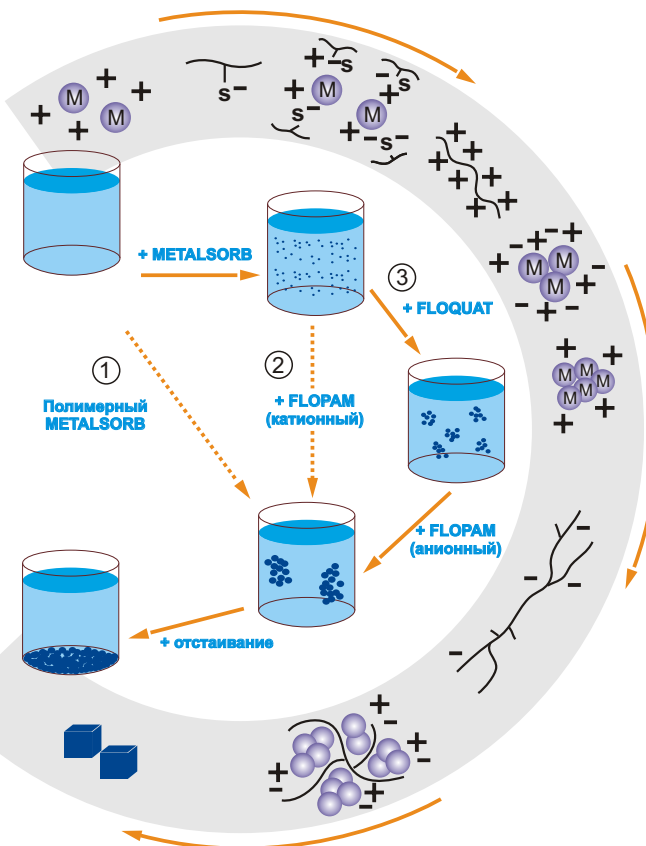 M
M
s
s
M
M
s
s
M
M
M
+ METALSORB
3
+ FLOQUAT
1
2
Полимерный
METALSORB
+ FLOPAM
(катионный)
M
M
M
M
M
+ FLOPAM
(анионный)
+ отстаивание